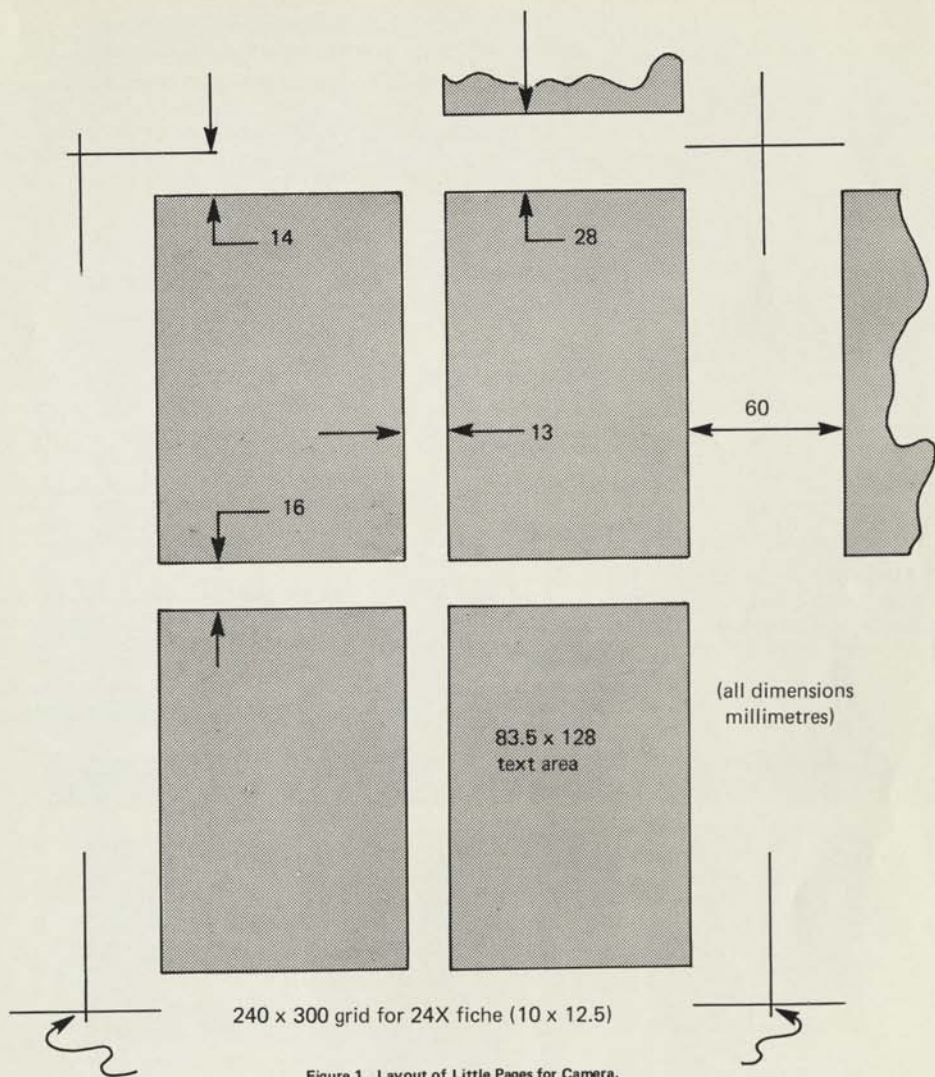 14
28
60
13
16
(all dimensions
millimetres)
83.5 x 128
text area
240 x 300 grid for 24X fiche (10 x 12.5)
Figure 1. Layout of Little Pages for Camera.